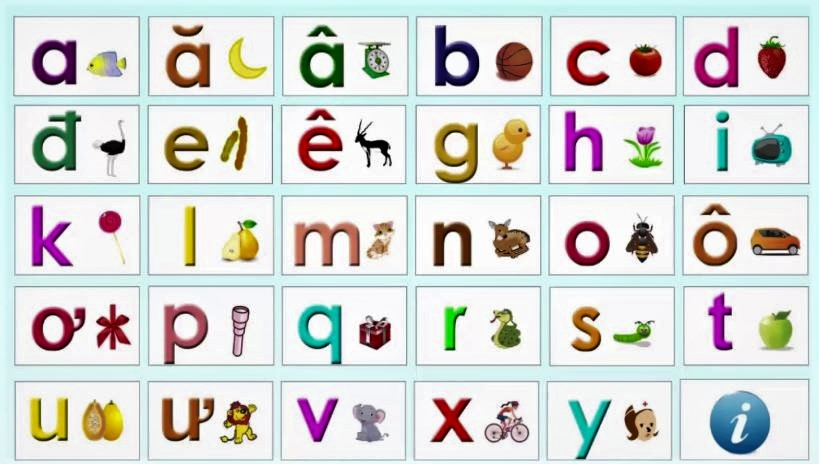 a ă â b c d
đ e ê g h i
k l m n o ô
ơ p q r s t
u ư v x y i